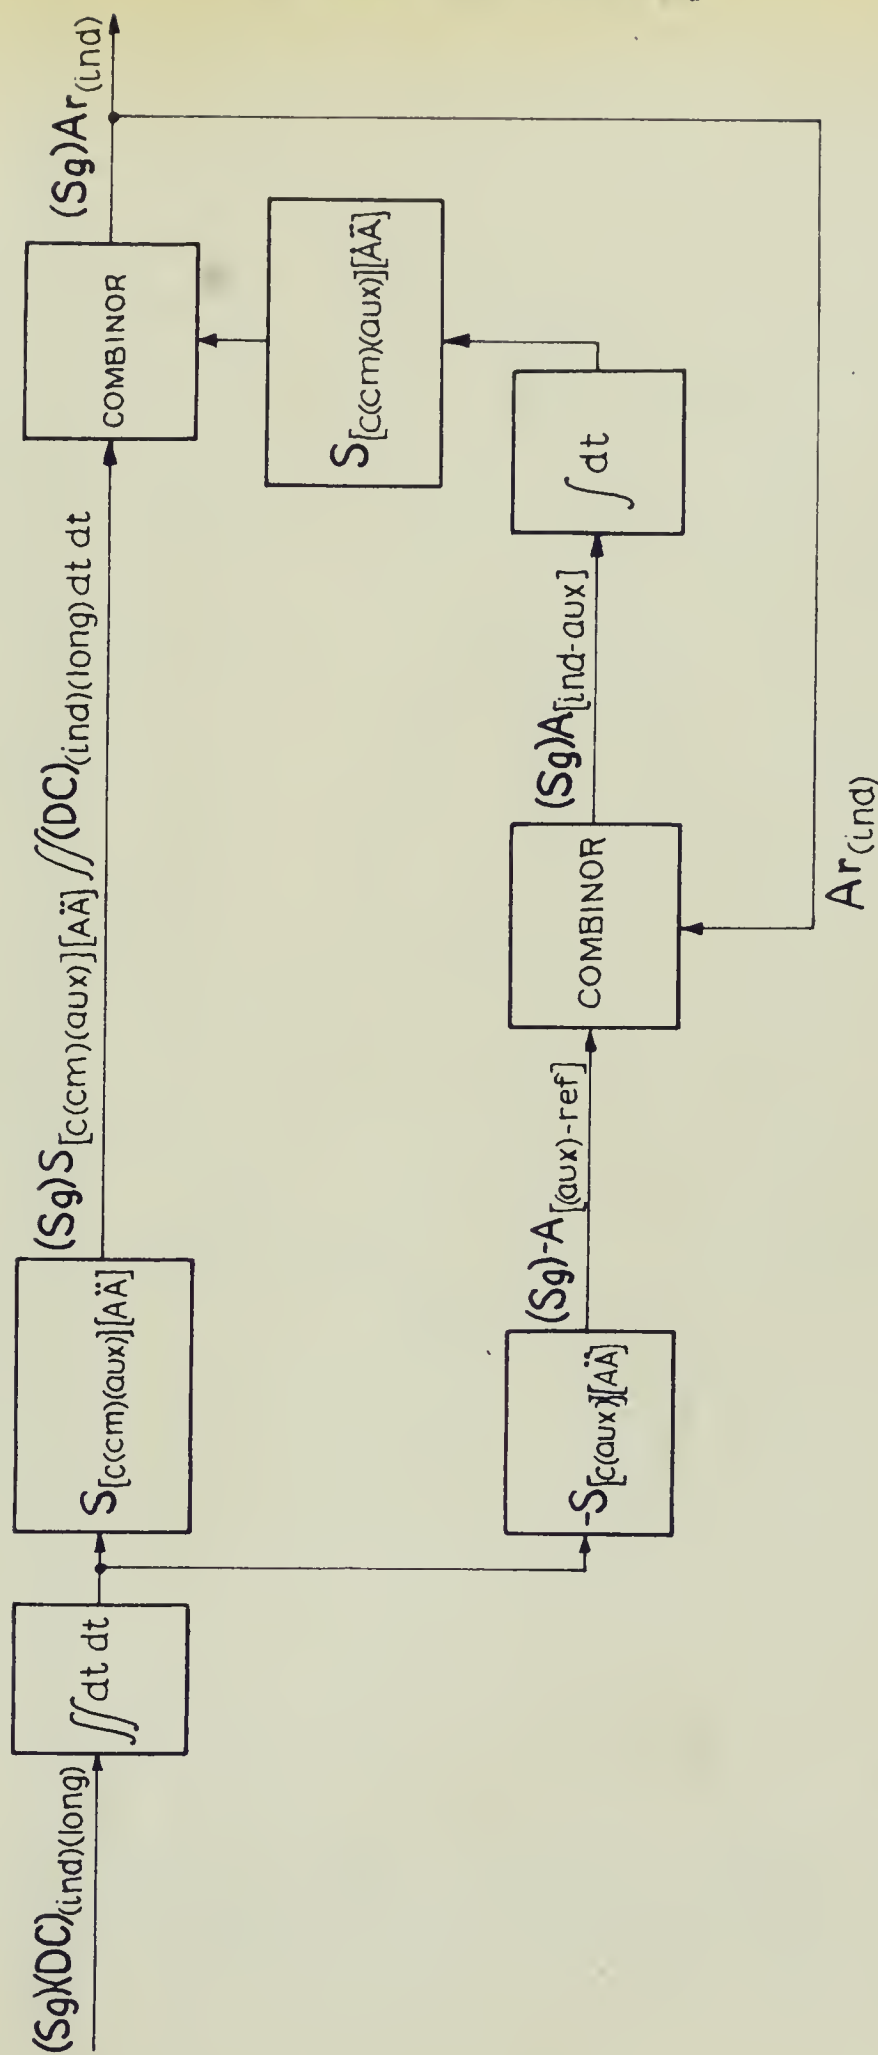 (Sg)(DC)(ind)(long)
∬dt dt
S[c(cm)(aux)][AÄ]
(Sg)S[c(cm)(aux)][AÄ]∬(DC)(ind)(long) dt dt
COMBINOR
(Sg)Ar(ind)
S[c(cm)(aux)][ȦÄ]
∫dt
-S[c(aux)][AÄ]
(Sg)-A[(aux)-ref]
COMBINOR
(Sg)A[ind-aux]
Ar(ind)